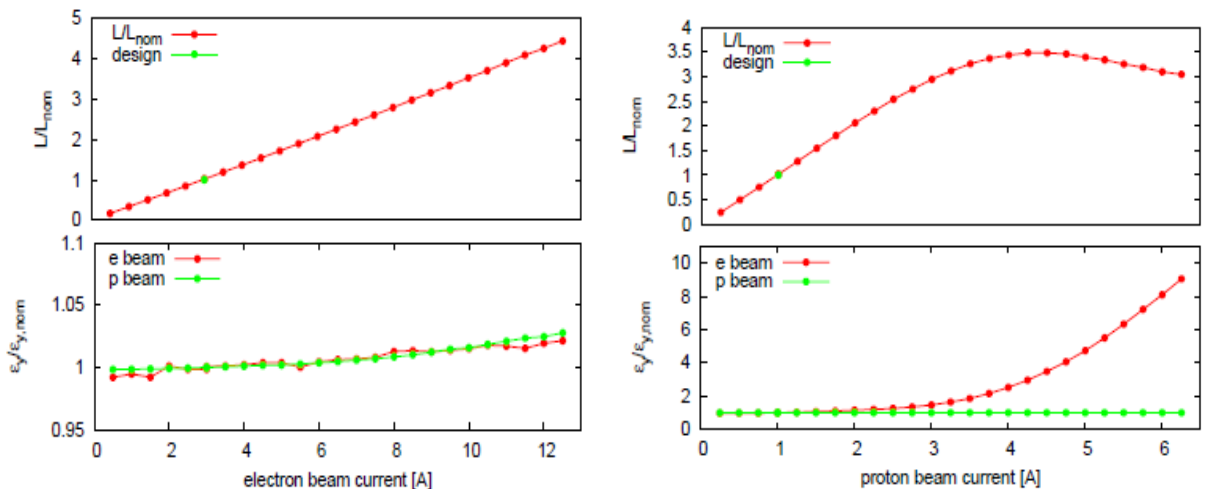 5
4
3
2
1
0
L/Lnom
L/Lnom
design
1.1
1.05
1
0.95
εy/εy,nom
e beam
p beam
0 2 4 6 8 10 12
electron beam current [A]
4
3.5
3
2.5
2
1.5
1
0.5
0
L/Lnom
L/Lnom
design
10
8
6
4
2
0
εy/εy,nom
e beam
p beam
0 1 2 3 4 5 6
proton beam current [A]